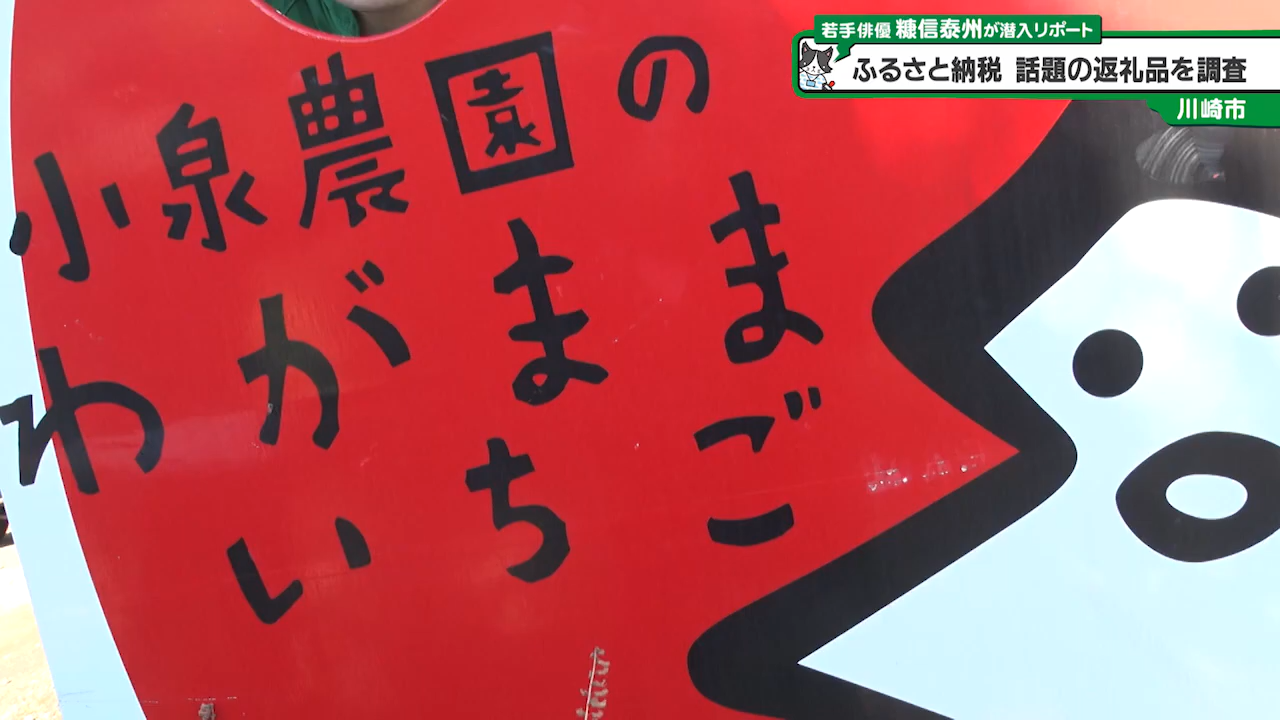 若手俳優 糠信泰州が潜入リポート
ふるさと納税 話題の返礼品を調査
川崎市
小泉農園の
わがまま
いちご